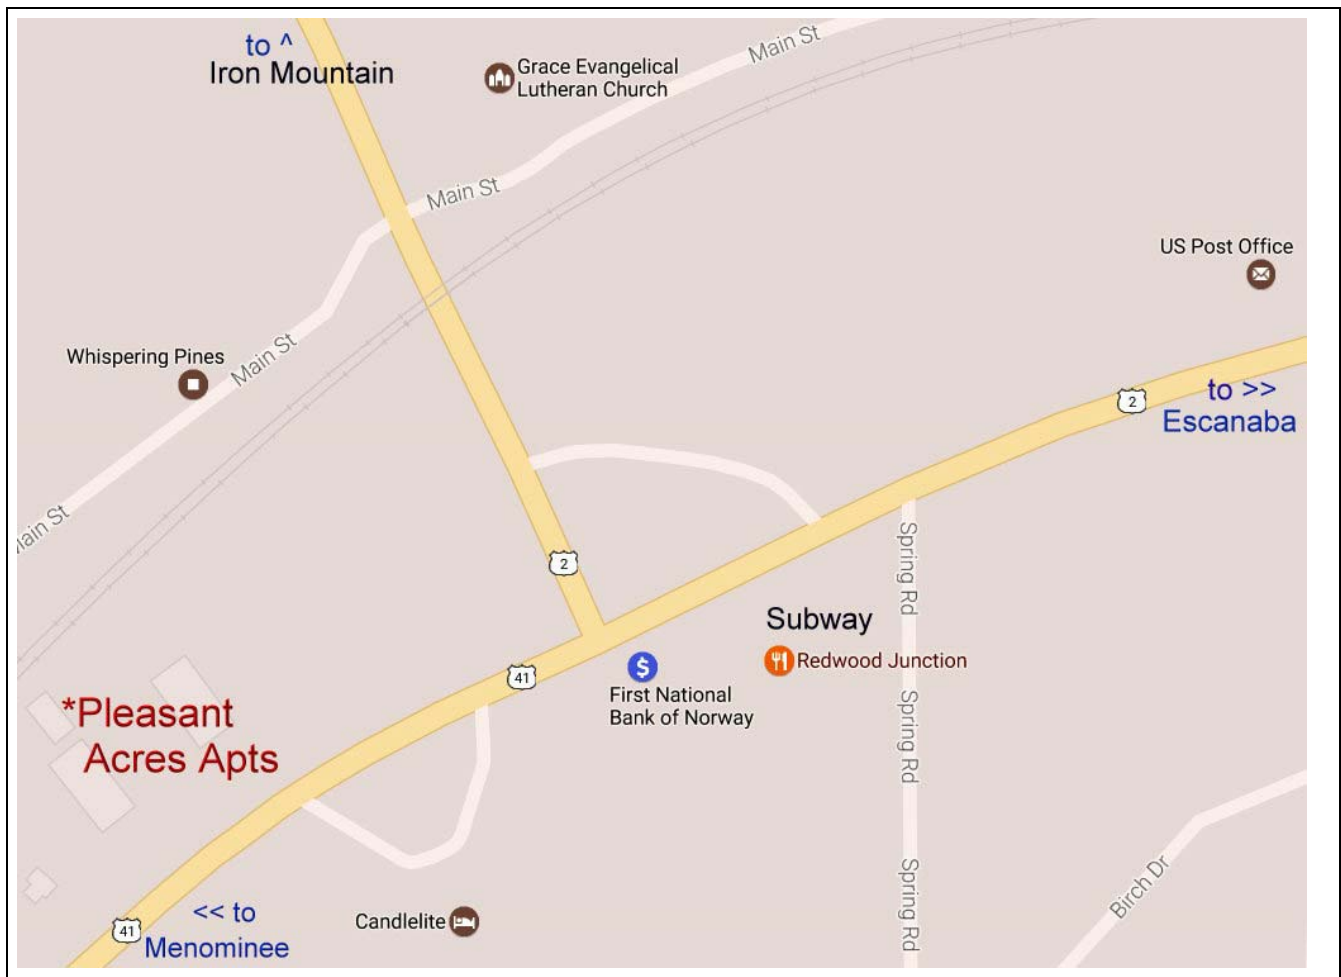 to ^
Iron Mountain
Grace Evangelical
Lutheran Church
Main St
Main St
US Post Office
Whispering Pines
Main St
2
to >>
Escanaba
Main St
2
Spring Rd
Subway
Redwood Junction
41
First National
Bank of Norway
Spring Rd
*Pleasant
Acres Apts
Spring Rd
Birch Dr
<< to
Menominee
41
Candlelite